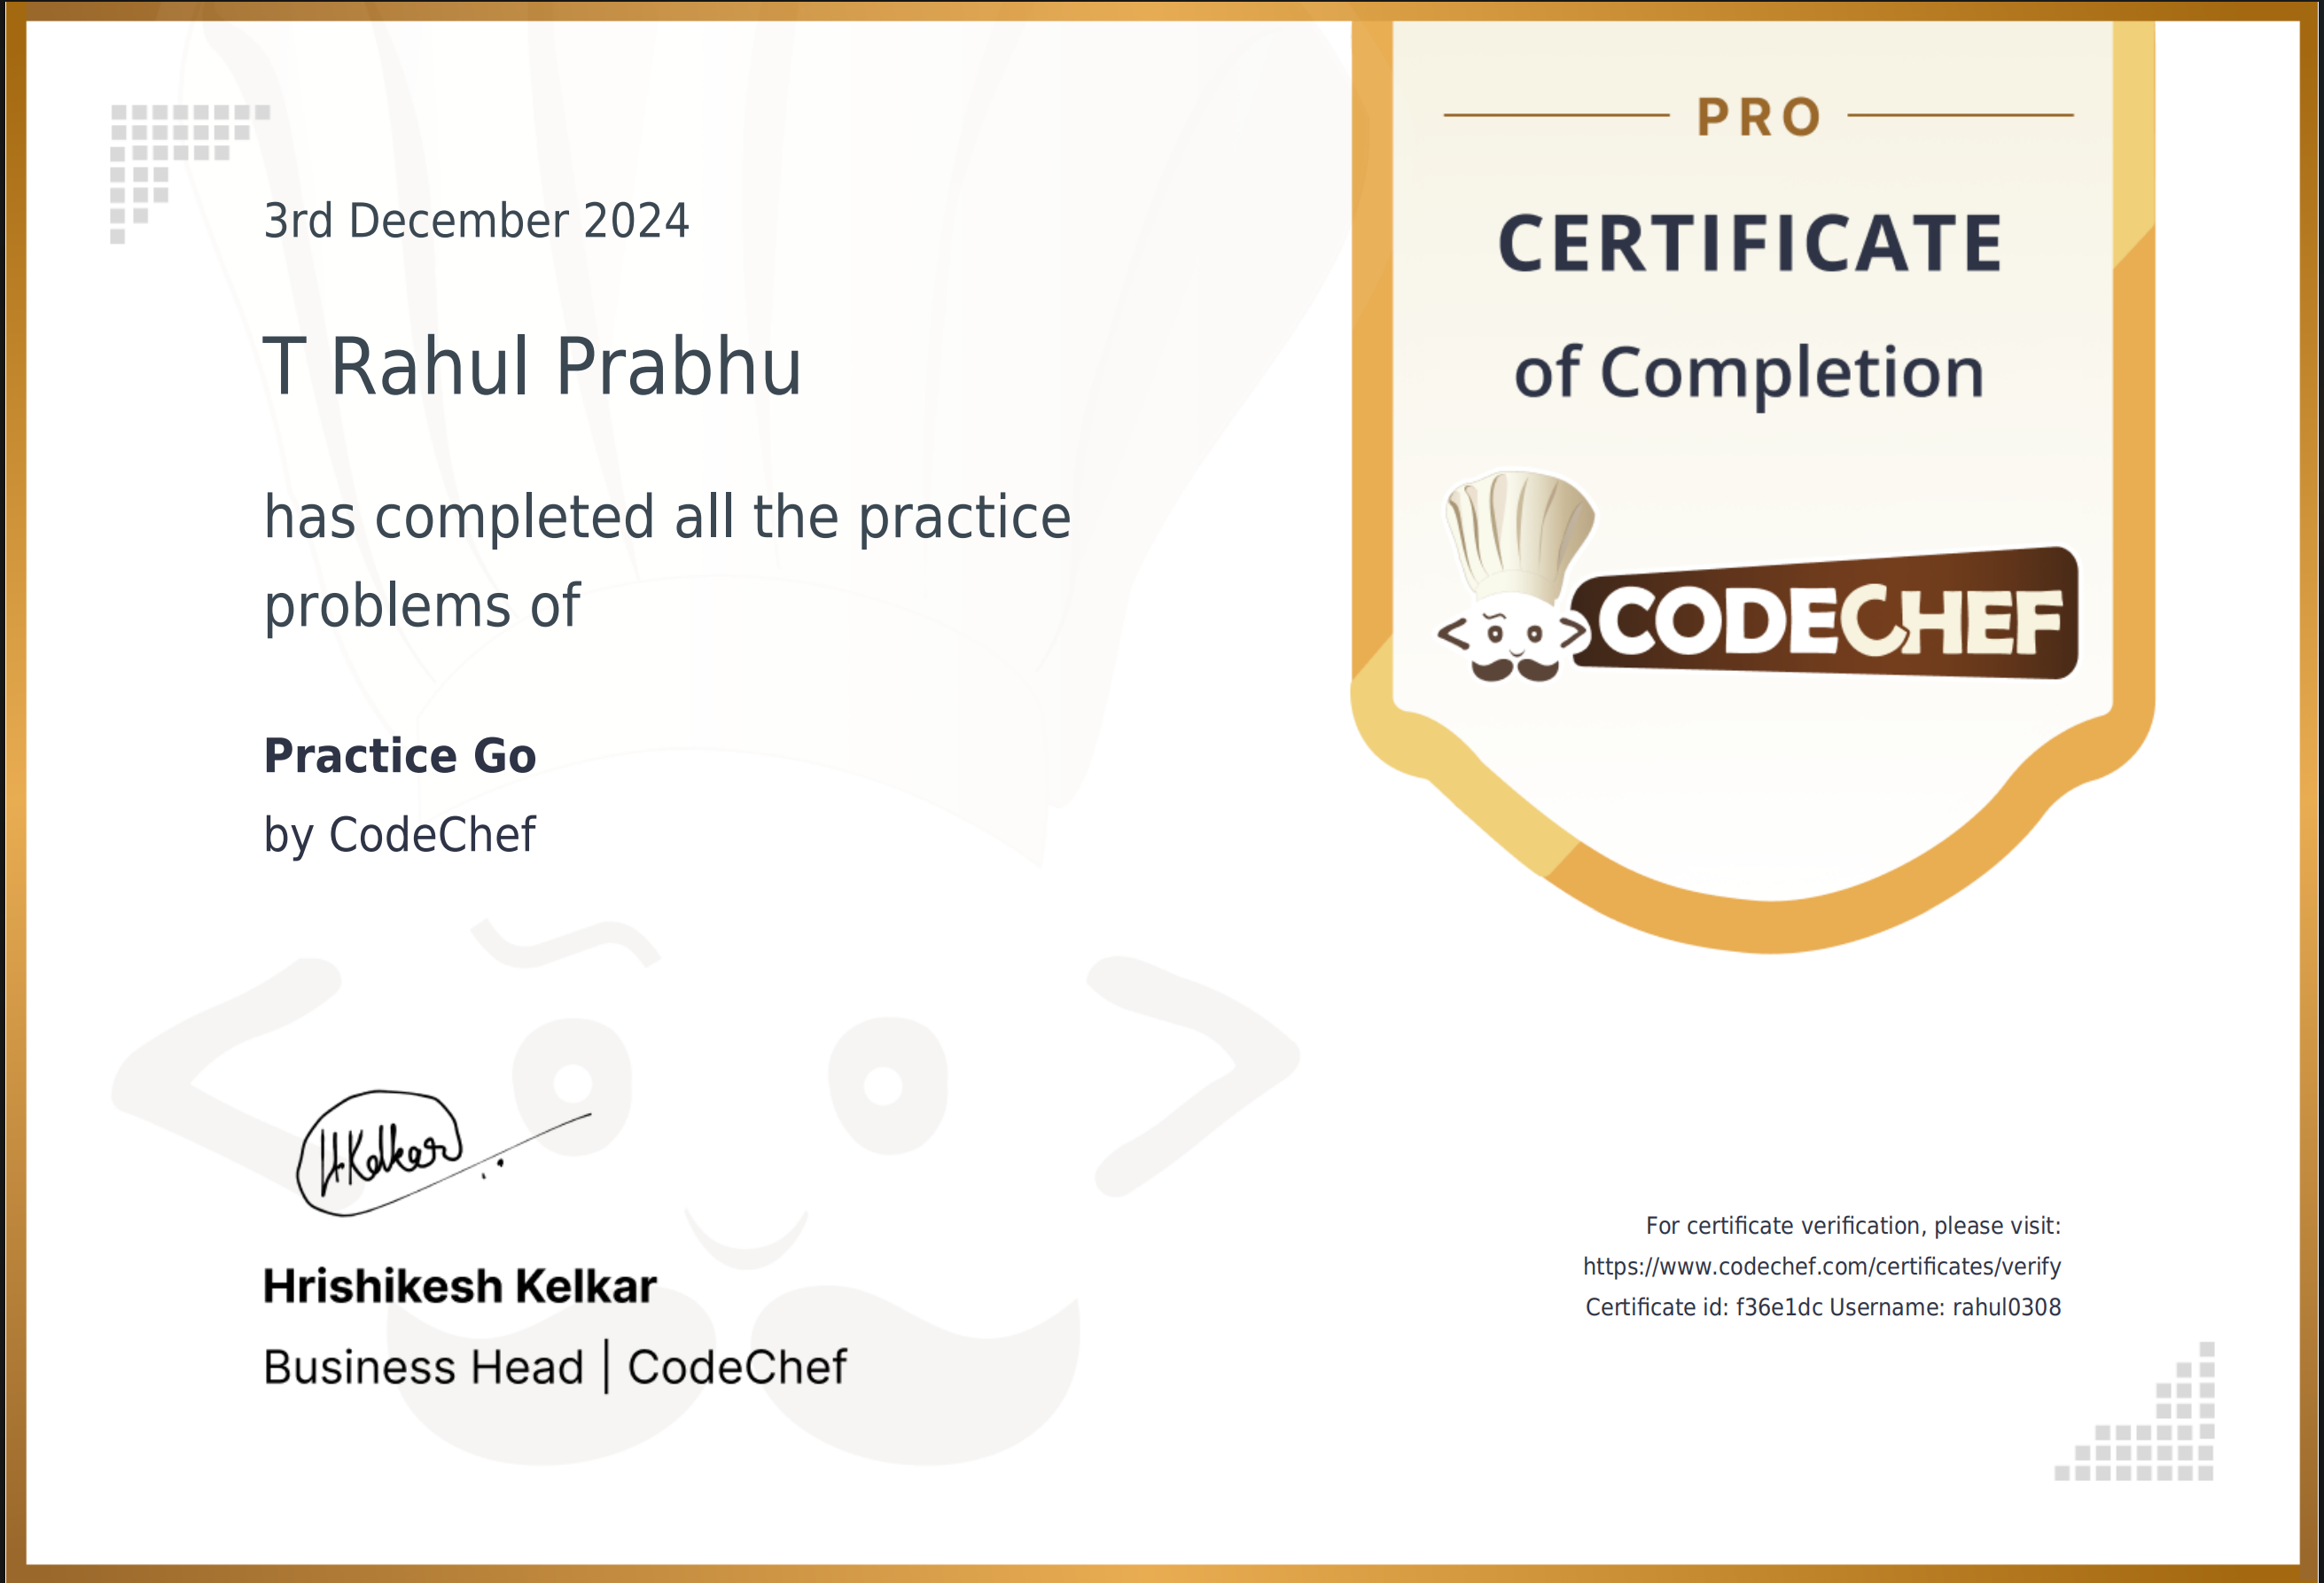 3rd December 2024
T Rahul Prabhu
has completed all the practice
problems of
Practice Go
by CodeChef
H Kelkar
Hrishikesh Kelkar
Business Head | CodeChef
PRO
CERTIFICATE
of Completion
CODECHEF
For certificate verification, please visit:
https://www.codechef.com/certificates/verify
Certificate id: f36e1dc Username: rahul0308